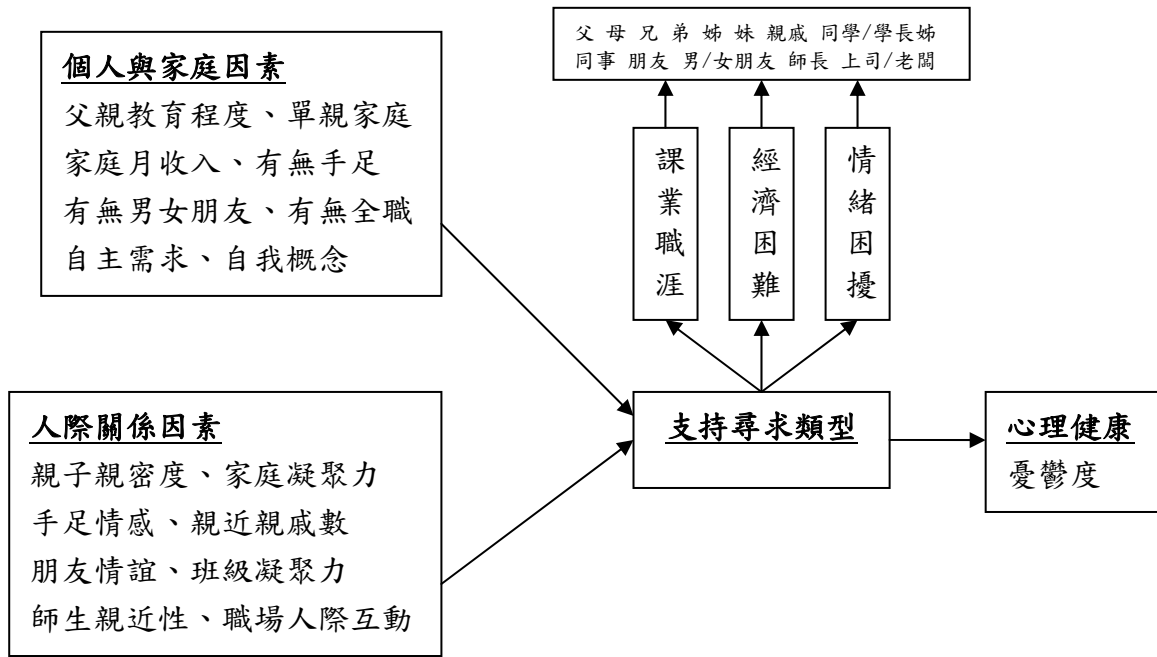 父 母 兄 弟 姊 妹 親戚 同學/學長姊
同事 朋友 男/女朋友 師長 上司/老闆
個人與家庭因素
父親教育程度、單親家庭
家庭月收入、有無手足
有無男女朋友、有無全職
自主需求、自我概念
課業職涯
經濟困難
情緒困擾
人際關係因素
親子親密度、家庭凝聚力
手足情感、親近親戚數
朋友情誼、班級凝聚力
師生親近性、職場人際互動
支持尋求類型
心理健康
憂鬱度